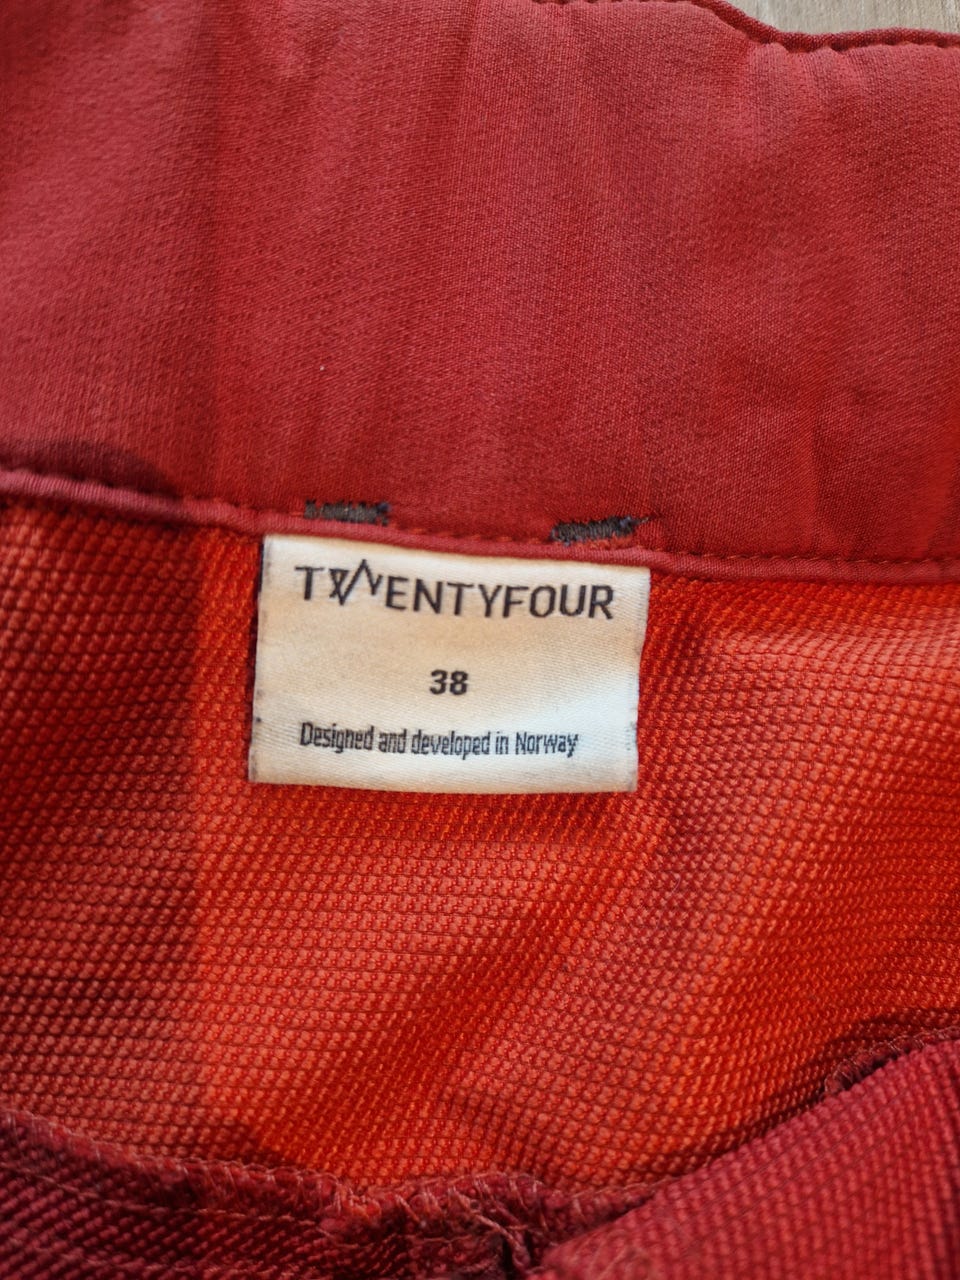 TWENTYFOUR
38
Designed and developed in Norway